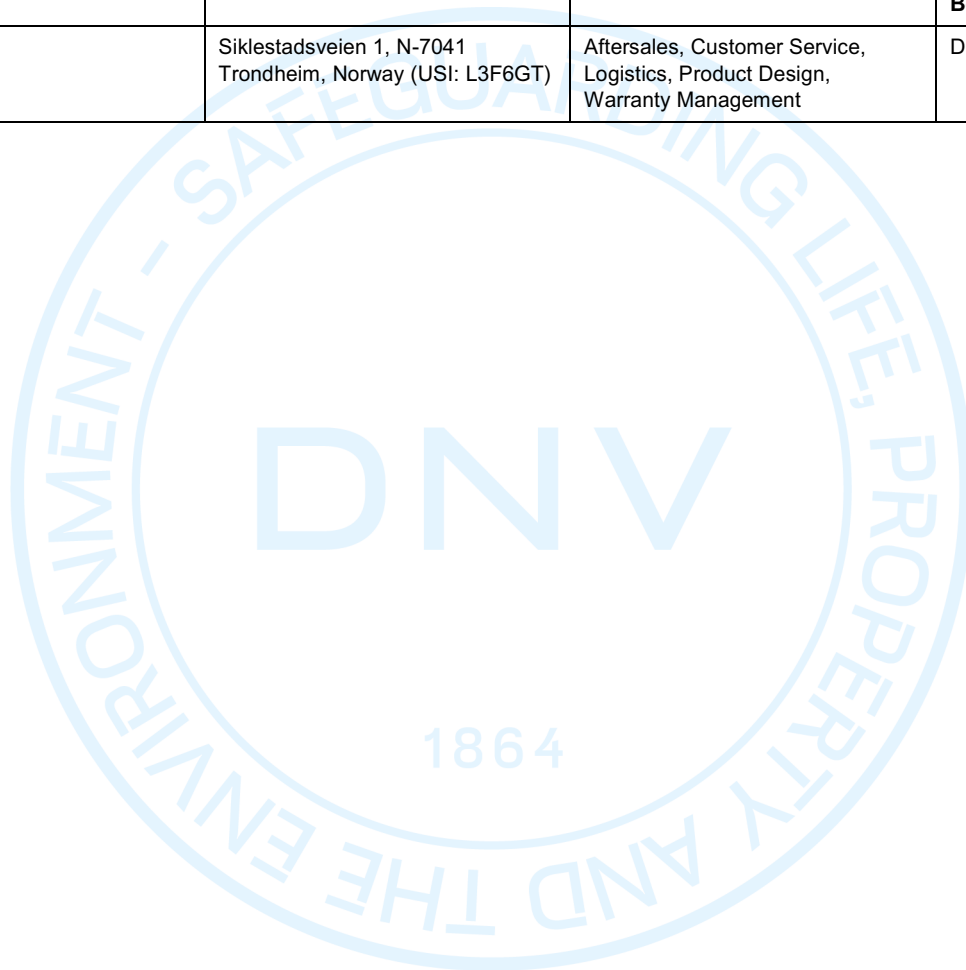 B
Siklestadsveien 1, N-7041
Trondheim, Norway (USI: L3F6GT)
Aftersales, Customer Service,
Logistics, Product Design,
Warranty Management
D
SAFEGUARDING LIFE, PROPERTY AND THE ENVIRONMENT -
DNV
1864